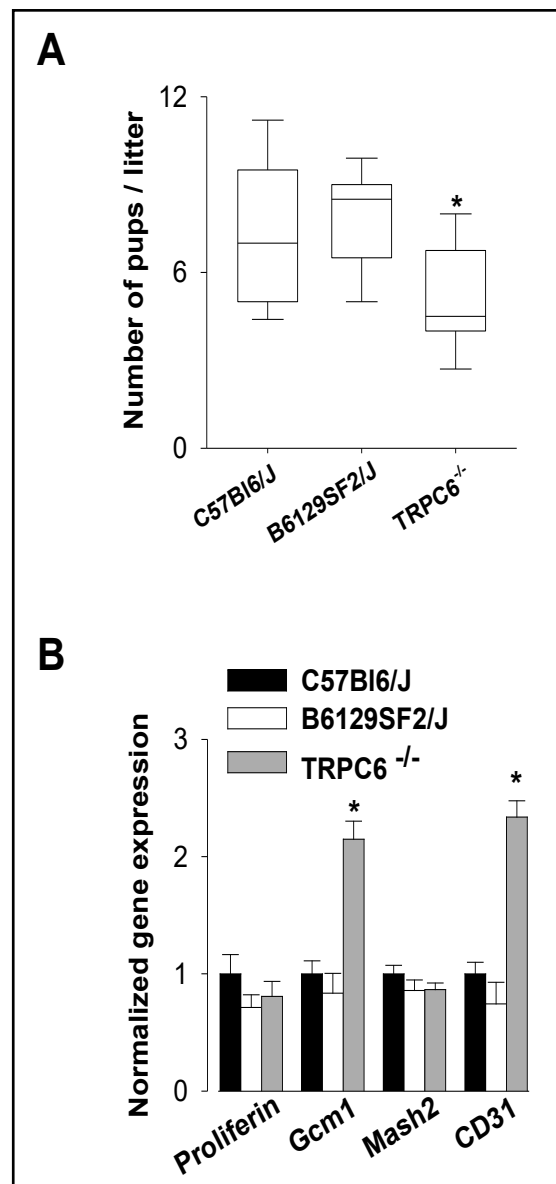 A
Number of pups / litter
12
6
0
*
C57Bl6/J
B6129SF2/J
TRPC6-/-
B
C57Bl6/J
B6129SF2/J
TRPC6 -/-
Normalized gene expression
3
2
1
0
*
*
Proliferin
Gcm1
Mash2
CD31